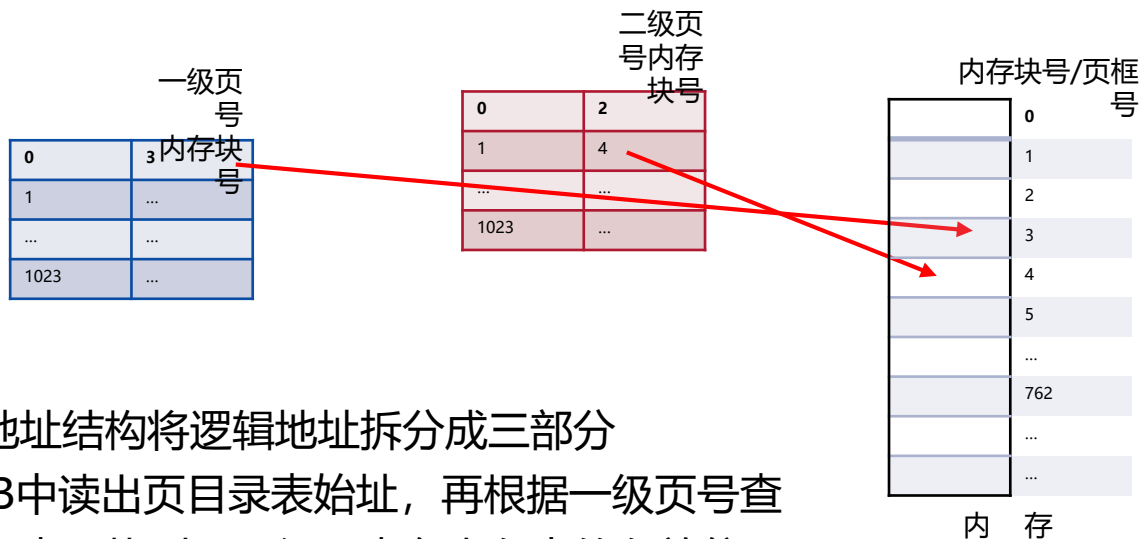 一级页
号
内存块
号
0 3
1 ...
... ...
1023 ...
二级页
号内存
块号
0 2
1 4
... ...
1023 ...
内存块号/页框
号
0
1
2
3
4
5
...
762
...
...
内 存
地址结构将逻辑地址拆分成三部分
B中读出页目录表始址，再根据一级页号查